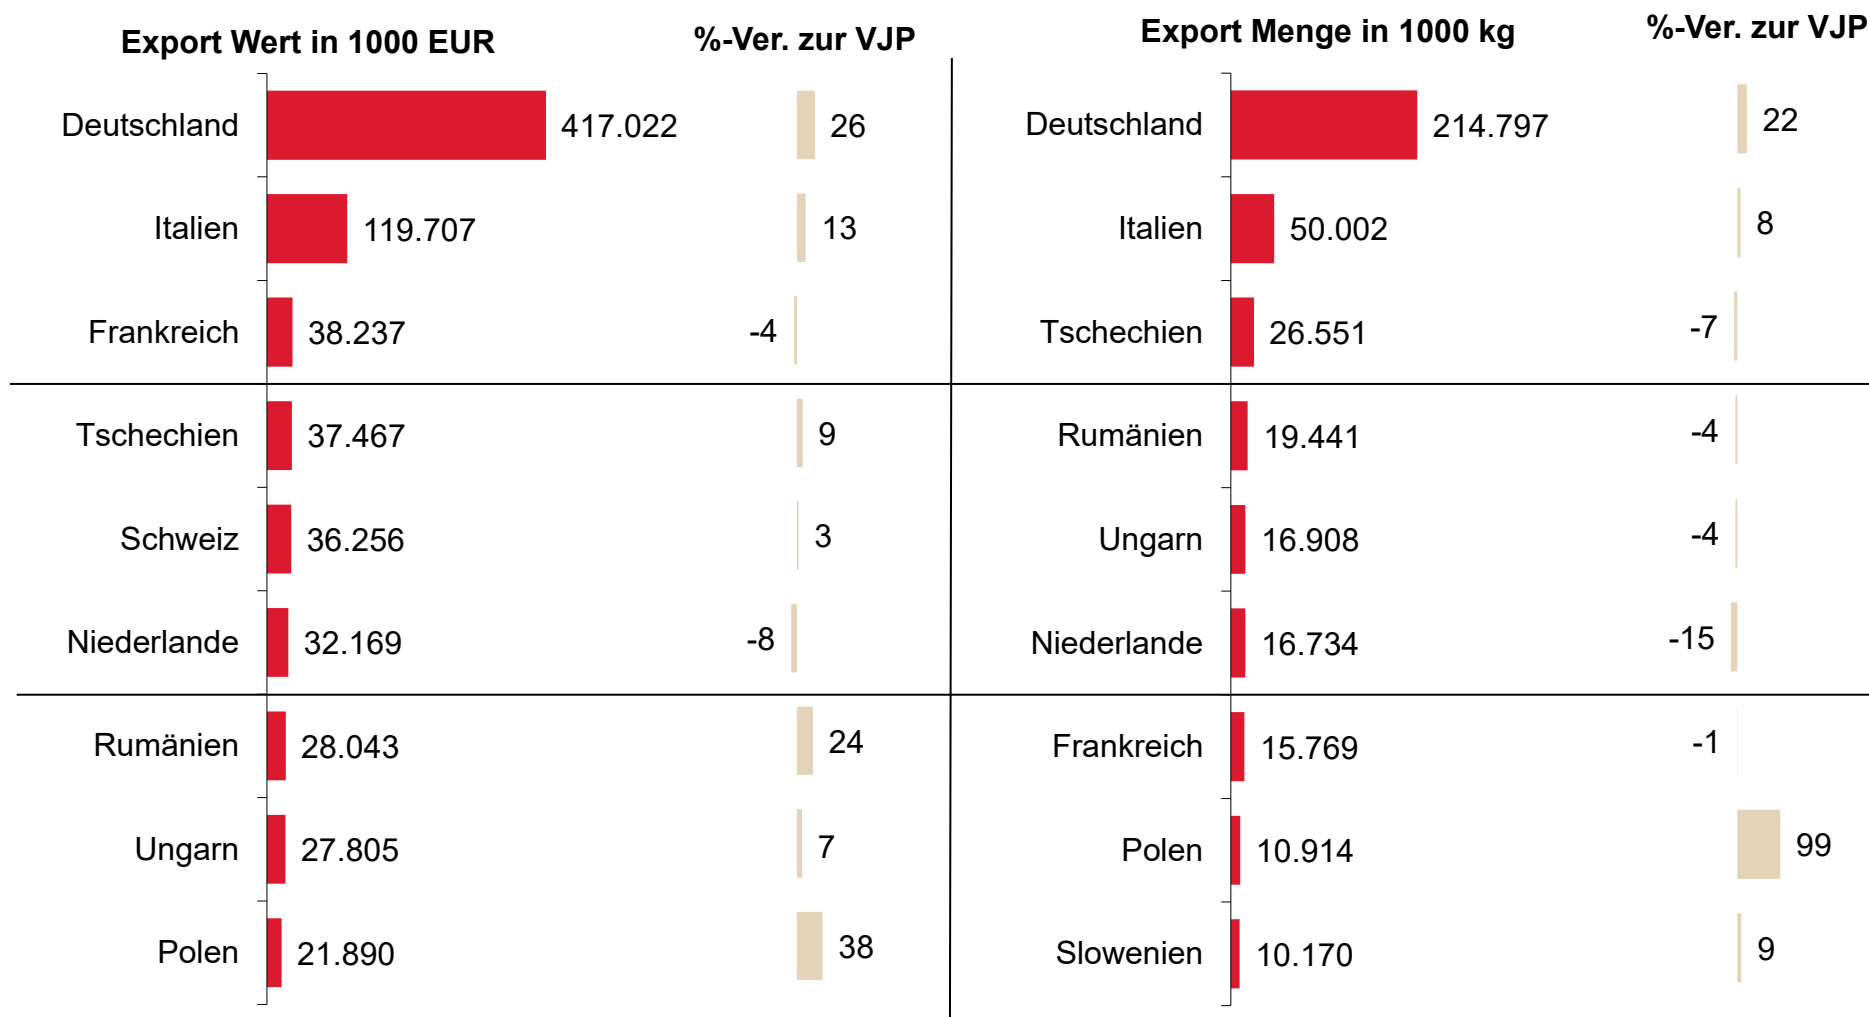 Export Wert in 1000 EUR %-Ver. zur VJP
Deutschland 417.022 26
Italien 119.707 13
Frankreich 38.237 -4
Tschechien 37.467 9
Schweiz 36.256 3
Niederlande 32.169 -8
Rumänien 28.043 24
Ungarn 27.805 7
Polen 21.890 38
Export Menge in 1000 kg %-Ver. zur VJP
Deutschland 214.797 22
Italien 50.002 8
Tschechien 26.551 -7
Rumänien 19.441 -4
Ungarn 16.908 -4
Niederlande 16.734 -15
Frankreich 15.769 -1
Polen 10.914 99
Slowenien 10.170 9